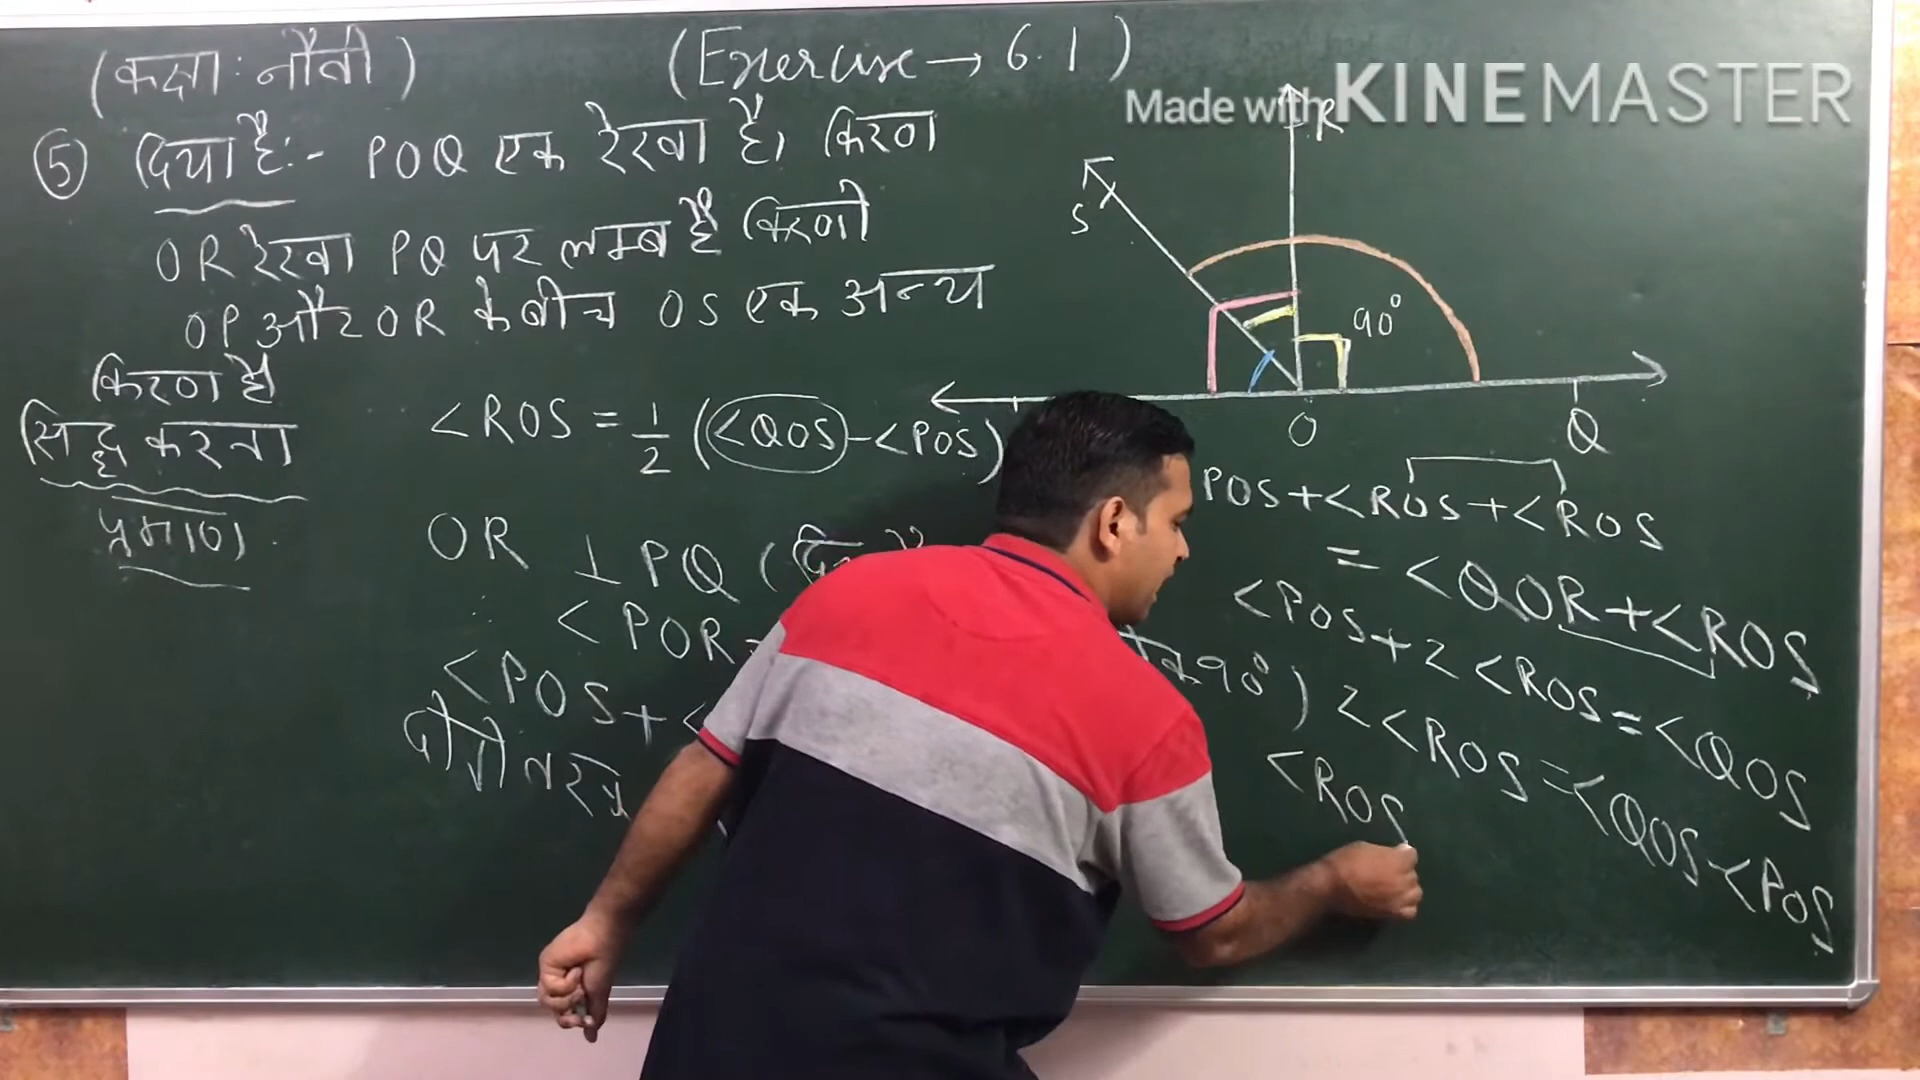 (कक्षा : नौवी)
(Exercise → 6.1)
Made with KINEMASTER
⑤ दिया है:- POQ एक रेखा है। किरण
OR रेखा PQ पर लम्ब है किरणो
OP और OR के बीच OS एक अन्य
किरण है।
सिद्ध करना
<ROS = 1/2 (<QOS - <POS)
प्रमाण
OR ⊥ PQ (
∴ <POR =
<POS + <
दोनो तरफ
90°)
R
S
90°
O
Q
POS + <ROS + <ROS
= <QOR + <ROS
<POS + 2 <ROS = <QOS
2 <ROS = <QOS - <POS
<ROS